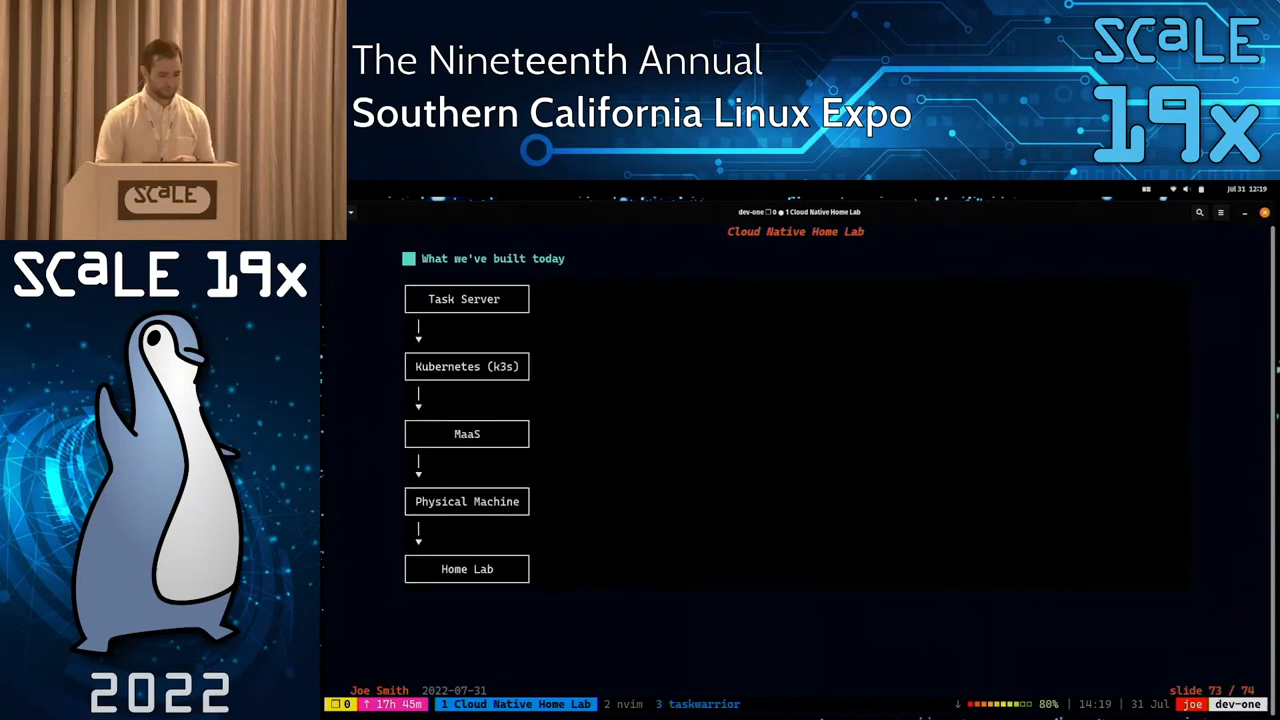 The Nineteenth Annual
Southern California Linux Expo
SCaLE
19x
SCaLE
SCaLE 19x
2022
Jul 31 12:19
dev-one ❐ 0 ● 1 Cloud Native Home Lab
Cloud Native Home Lab
What we've built today
Task Server
Kubernetes (k3s)
MaaS
Physical Machine
Home Lab
Joe Smith 2022-07-31
slide 73 / 74
❐ 0 ↑ 17h 45m 1 Cloud Native Home Lab 2 nvim 3 taskwarrior
↓ 80% | 14:19 | 31 Jul joe dev-one